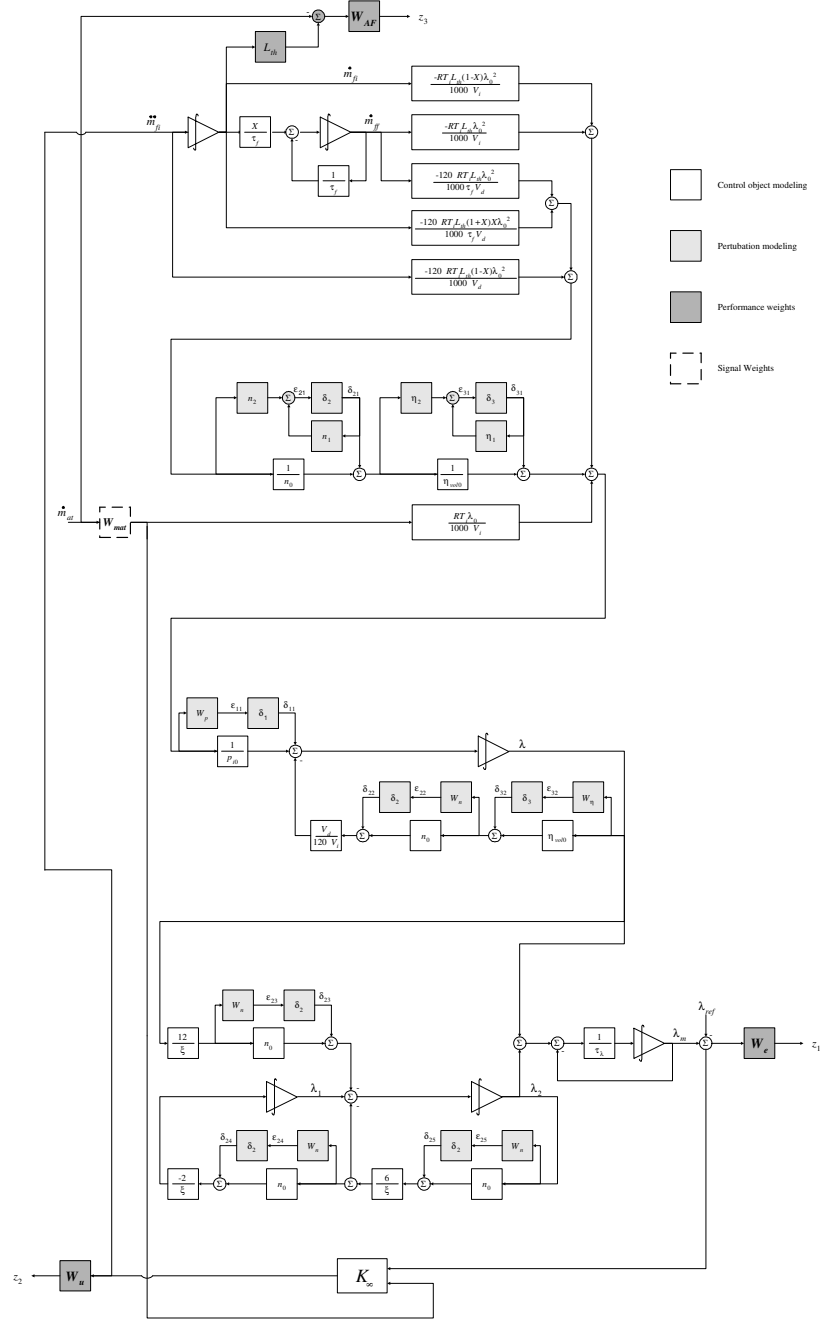 - Σ W_AF z_3
L_th
ṁ_fi
-RT_i L_th (1-X)λ_0^2
1000 V_i
m̈_fi
X
τ_f
Σ
-
ṁ_ff
-RT_i L_th λ_0^2
1000 V_i
Σ
1
τ_f
-120 RT_i L_th λ_0^2
1000 τ_f V_d
Σ
-120 RT_i L_th (1+X)Xλ_0^2
1000 τ_f V_d
-120 RT_i L_th (1-X)λ_0^2
1000 V_d
Σ
Control object modeling
Pertubation modeling
Performance weights
Signal Weights
n_2 Σ ε_21 δ_2 δ_21
n_1
1
n_0
Σ
η_2 Σ ε_31 δ_3 δ_31
η_1
1
η_vol0
Σ
Σ
ṁ_at
W_mat
RT_i λ_0
1000 V_i
W_p ε_11 δ_1 δ_11
1
p_i0
Σ
-
λ
δ_22 δ_2 ε_22 W_n
δ_32 δ_3 ε_32 W_η
V_d
120 V_i
Σ n_0 Σ η_vol0
W_n ε_23 δ_2 δ_23
12
ξ
n_0 Σ
Σ Σ
-
1
τ_λ
λ_m
λ_ref
Σ
-
W_e z_1
λ_1
Σ
-
-
λ_2
δ_24 δ_2 ε_24 W_n
δ_25 δ_2 ε_25 W_n
-2
ξ
Σ n_0 Σ
6
ξ
Σ n_0
z_2 W_u K_∞